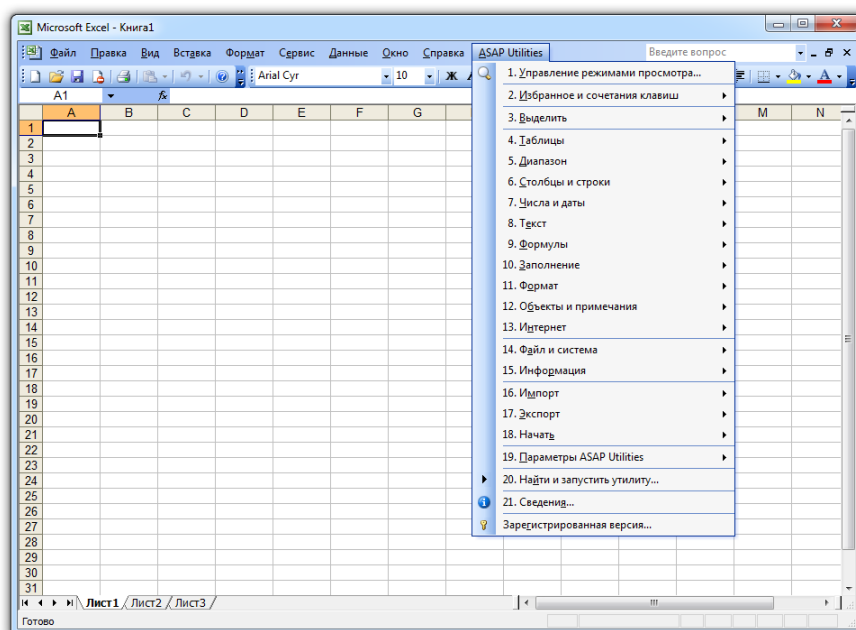 Microsoft Excel - Книга1
Файл Правка Вид Вставка Формат Сервис Данные Окно Справка ASAP Utilities Введите вопрос
Arial Cyr 10 Ж
A1 fx
A B C D E F G M N
1
2
3
4
5
6
7
8
9
10
11
12
13
14
15
16
17
18
19
20
21
22
23
24
25
26
27
28
29
30
31
1. Управление режимами просмотра...
2. Избранное и сочетания клавиш
3. Выделить
4. Таблицы
5. Диапазон
6. Столбцы и строки
7. Числа и даты
8. Текст
9. Формулы
10. Заполнение
11. Формат
12. Объекты и примечания
13. Интернет
14. Файл и система
15. Информация
16. Импорт
17. Экспорт
18. Начать
19. Параметры ASAP Utilities
20. Найти и запустить утилиту...
21. Сведения...
Зарегистрированная версия...
Лист1 Лист2 Лист3
Готово